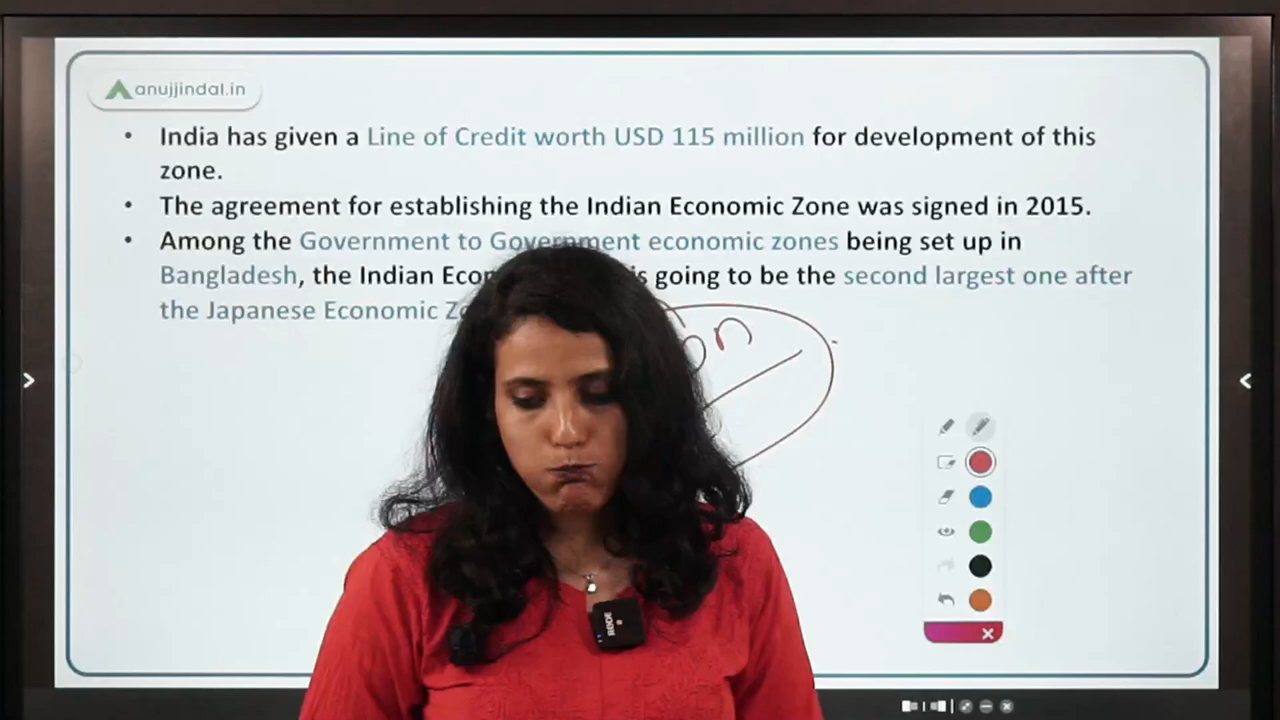 anujjindal.in
• India has given a Line of Credit worth USD 115 million for development of this
zone.
• The agreement for establishing the Indian Economic Zone was signed in 2015.
• Among the Government to Government economic zones being set up in
Bangladesh, the Indian is going to be the second largest one after
the Japanese Economic
on
RODE